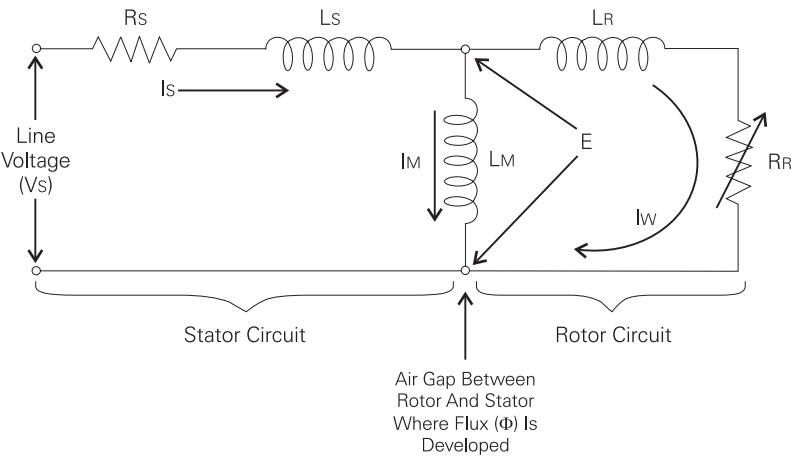 RS
LS
LR
IS
Line
Voltage
(VS)
IM
LM
E
RR
IW
Stator Circuit
Rotor Circuit
Air Gap Between
Rotor And Stator
Where Flux (Φ) Is
Developed